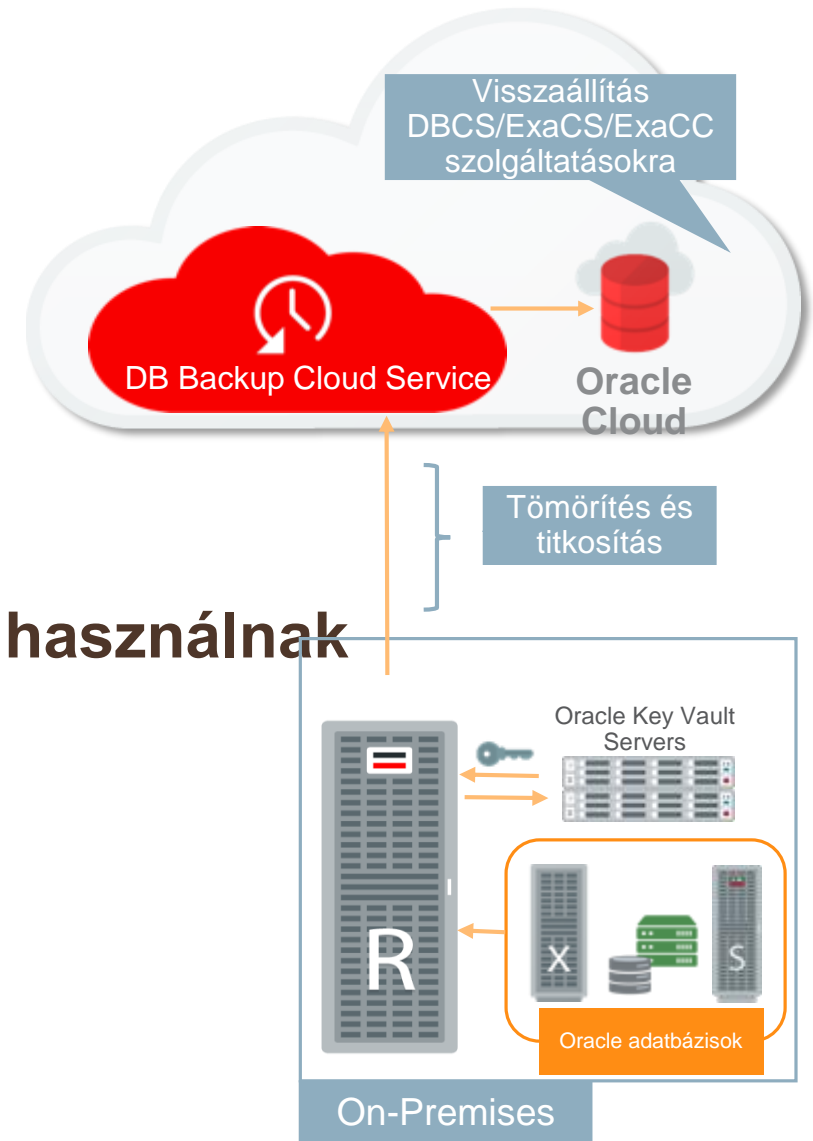 Visszaállítás
DBCS/ExaCS/ExaCC
szolgáltatásokra
DB Backup Cloud Service
Oracle
Cloud
Tömörítés és
titkosítás
használnak
Oracle Key Vault
Servers
R
X
S
Oracle adatbázisok
On-Premises